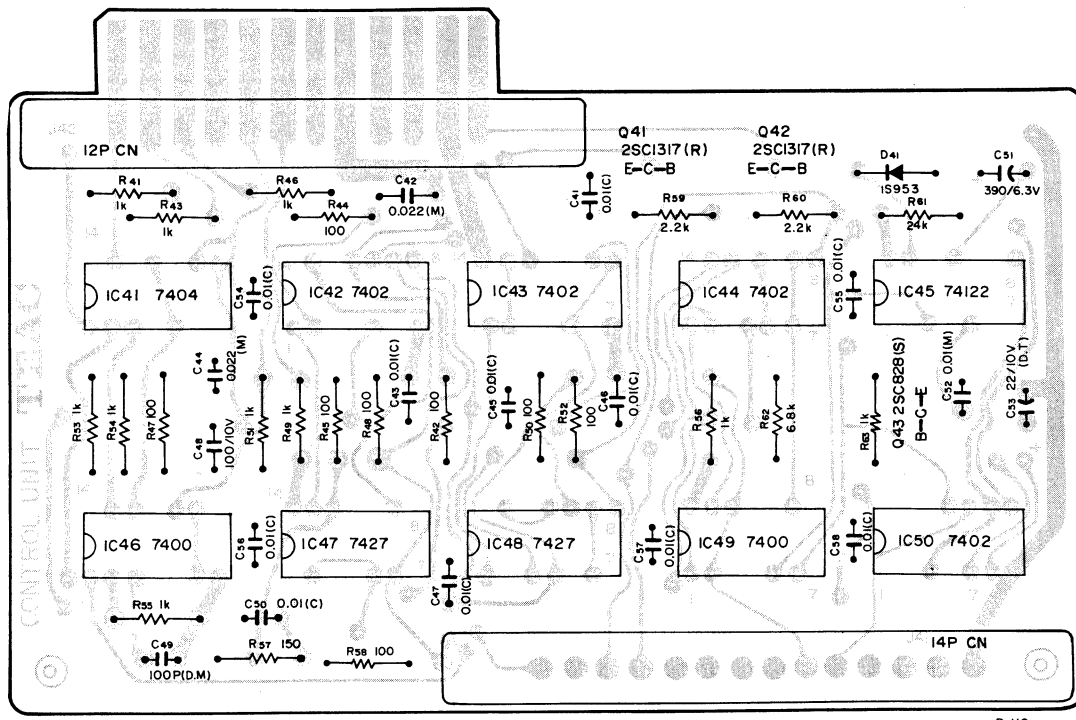 12P CN
Q41
2SC1317(R)
E-C-B
Q42
2SC1317(R)
E-C-B
D41
1S953
C51
390/6.3V
R41
1k
R43
1k
R46
1k
R44
100
C42
0.022(M)
C41
0.01(C)
R59
2.2k
R60
2.2k
R61
24k
IC41 7404
C54
0.01(C)
IC42 7402
IC43 7402
IC44 7402
C55
0.01(C)
IC45 74122
C44
0.022
(M)
R53 1k
R54 1k
R47 100
C48
100/10V
R51 1k
R49 1k
R45 100
R48 100
C43 0.01(C)
R42 100
C45 0.01(C)
R50 100
R52
100
C46
0.01(C)
R56
1k
R62
6.8k
R63 1k
Q43 2SC828(S)
B-C-E
C52 0.01(M)
C53 22/10V
(D.T)
CONTROL UNIT
IC46 7400
C56
0.01(C)
IC47 7427
IC48 7427
C57
0.01(C)
IC49 7400
C58
0.01(C)
IC50 7402
C47
0.01(C)
R55 1k
C50 0.01(C)
C49
100P(D.M)
R57 150
R58 100
14P CN